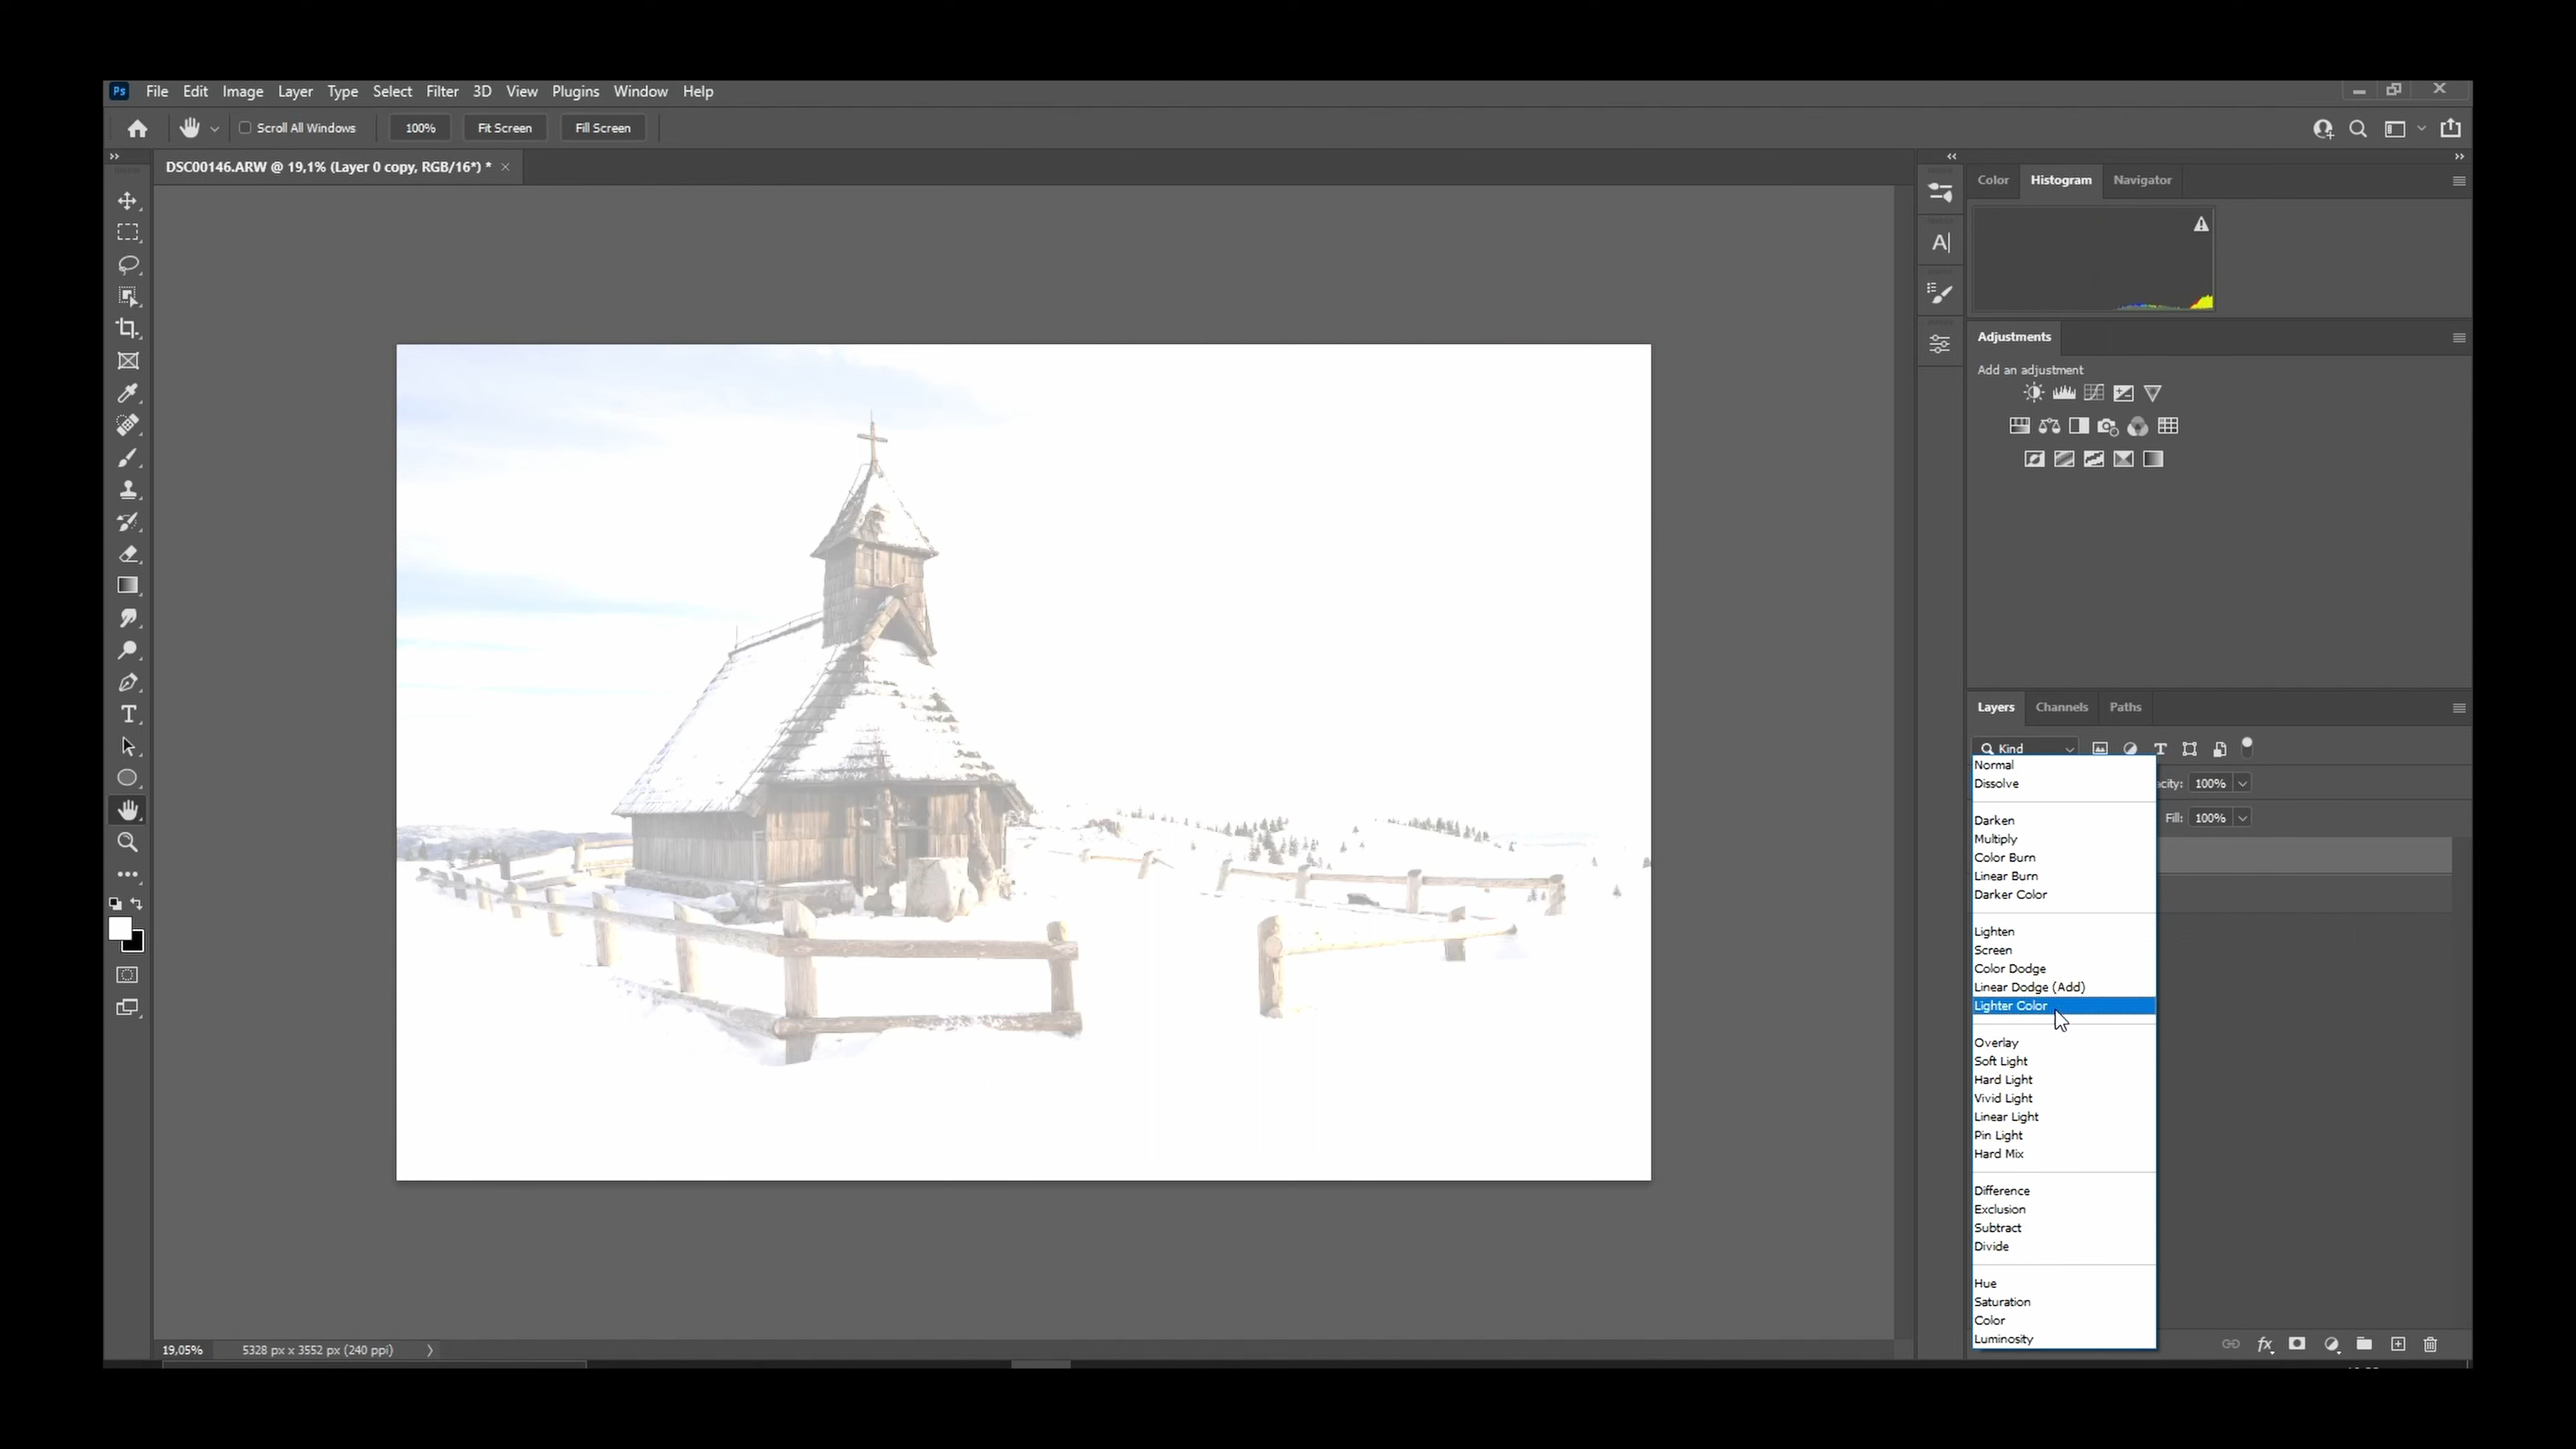 Ps File Edit Image Layer Type Select Filter 3D View Plugins Window Help
Scroll All Windows 100% Fit Screen Fill Screen
DSC00146.ARW @ 19,1% (Layer 0 copy, RGB/16*) *
Color Histogram Navigator
Adjustments
Add an adjustment
Layers Channels Paths
Kind
Normal
Dissolve
acity: 100%
Fill: 100%
Darken
Multiply
Color Burn
Linear Burn
Darker Color
Lighten
Screen
Color Dodge
Linear Dodge (Add)
Lighter Color
Overlay
Soft Light
Hard Light
Vivid Light
Linear Light
Pin Light
Hard Mix
Difference
Exclusion
Subtract
Divide
Hue
Saturation
Color
Luminosity
19,05% 5328 px x 3552 px (240 ppi)